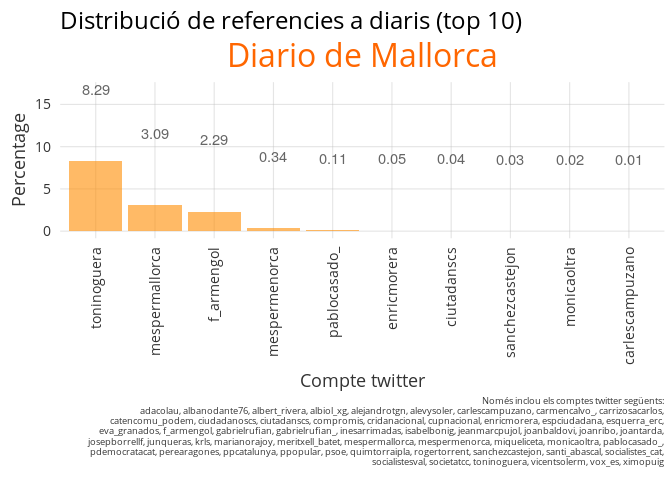 Distribució de referencies a diaris (top 10)
Diario de Mallorca
8.29
3.09
2.29
0.34
0.11
0.05
0.04
0.03
0.02
0.01
15
10
5
0
Percentage
toninoguera
mespermallorca
f_armengol
mespermenorca
pablocasado_
enricmorera
ciutadanscs
sanchezcastejon
monicaoltra
carlescampuzano
Compte twitter
Només inclou els comptes twitter següents:
adacolau, albanodante76, albert_rivera, albiol_xg, alejandrotgn, alevysoler, carlescampuzano, carmencalvo_, carrizosacarlos,
catencomu_podem, ciudadanoscs, ciutadanscs, compromis, cridanacional, cupnacional, enricmorera, espciudadana, esquerra_erc,
eva_granados, f_armengol, gabrielrufian, gabrielrufian_, inesarrimadas, isabelbonig, jeanmarcpujol, joanbaldovi, joanribo, joantarda,
josepborrellf, junqueras, krls, marianorajoy, meritxell_batet, mespermallorca, mespermenorca, miqueliceta, monicaoltra, pablocasado_,
pdemocratacat, perearagones, ppcatalunya, ppopular, psoe, quimtorraipla, rogertorrent, sanchezcastejon, santi_abascal, socialistes_cat,
socialistesval, societatcc, toninoguera, vicentsolerm, vox_es, ximopuig